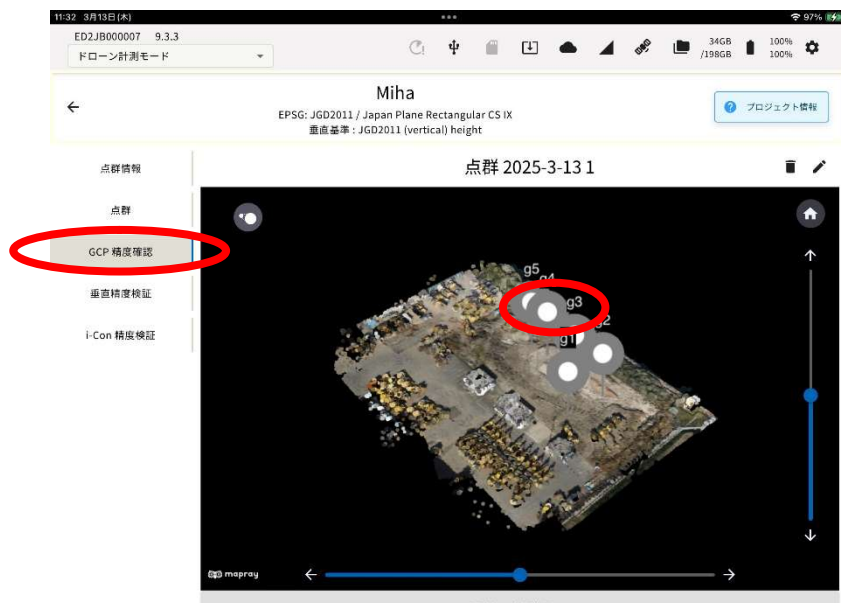 11:32 3月13日(木)
97%
ED2JB000007 9.3.3
ドローン計測モード
34GB
/198GB
100%
100%
Miha
EPSG: JGD2011 / Japan Plane Rectangular CS IX
垂直基準 : JGD2011 (vertical) height
プロジェクト情報
点群情報
点群 2025-3-13 1
点群
GCP 精度確認
垂直精度検証
i-Con 精度検証
g5
g4
g3
g2
g1
mapray